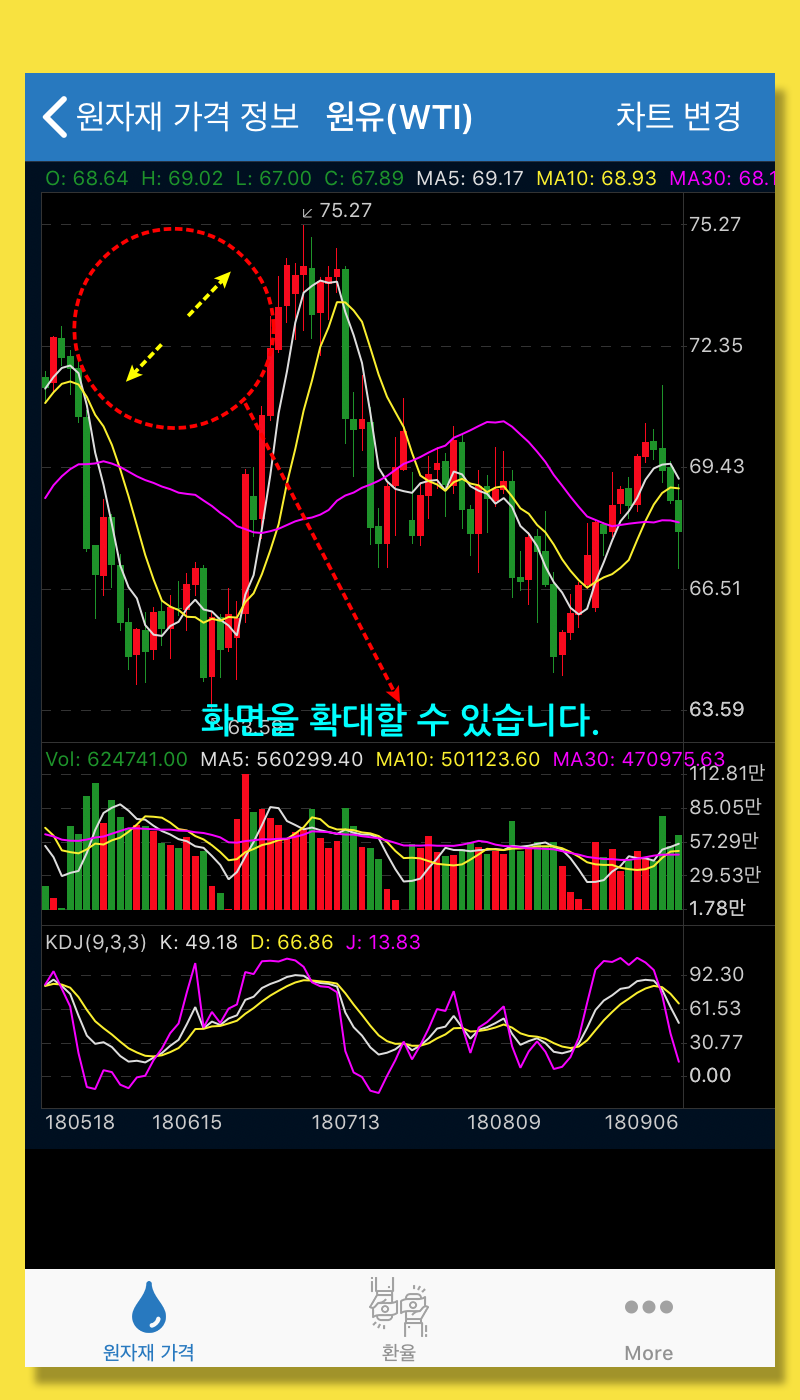 원자재 가격 정보 원유(WTI) 차트 변경
O: 68.64 H: 69.02 L: 67.00 C: 67.89 MA5: 69.17 MA10: 68.93 MA30: 68.1
75.27
75.27
72.35
69.43
66.51
63.59
63.59
화면을 확대할 수 있습니다.
Vol: 624741.00 MA5: 560299.40 MA10: 501123.60 MA30: 470975.63
112.81만
85.05만
57.29만
29.53만
1.78만
KDJ(9,3,3) K: 49.18 D: 66.86 J: 13.83
92.30
61.53
30.77
0.00
180518 180615 180713 180809 180906
원자재 가격 환율 More